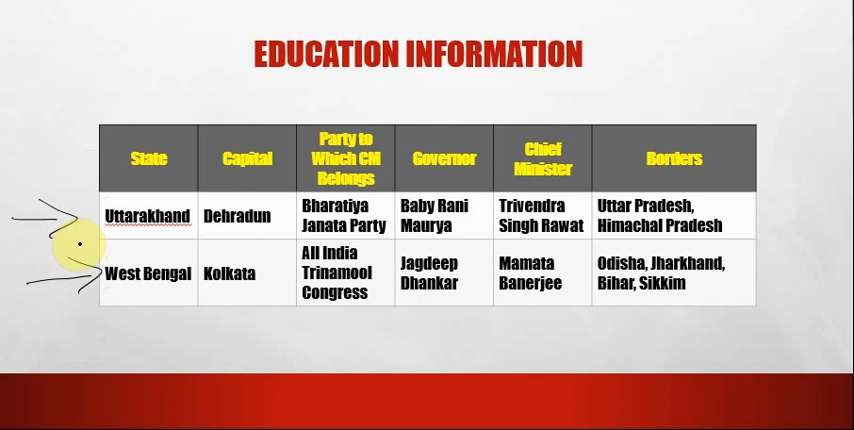 EDUCATION INFORMATION
State
Capital
Party to
Which CM
Belongs
Governor
Chief
Minister
Borders
Uttarakhand
Dehradun
Bharatiya
Janata Party
Baby Rani
Maurya
Trivendra
Singh Rawat
Uttar Pradesh,
Himachal Pradesh
West Bengal
Kolkata
All India
Trinamool
Congress
Jagdeep
Dhankar
Mamata
Banerjee
Odisha, Jharkhand,
Bihar, Sikkim